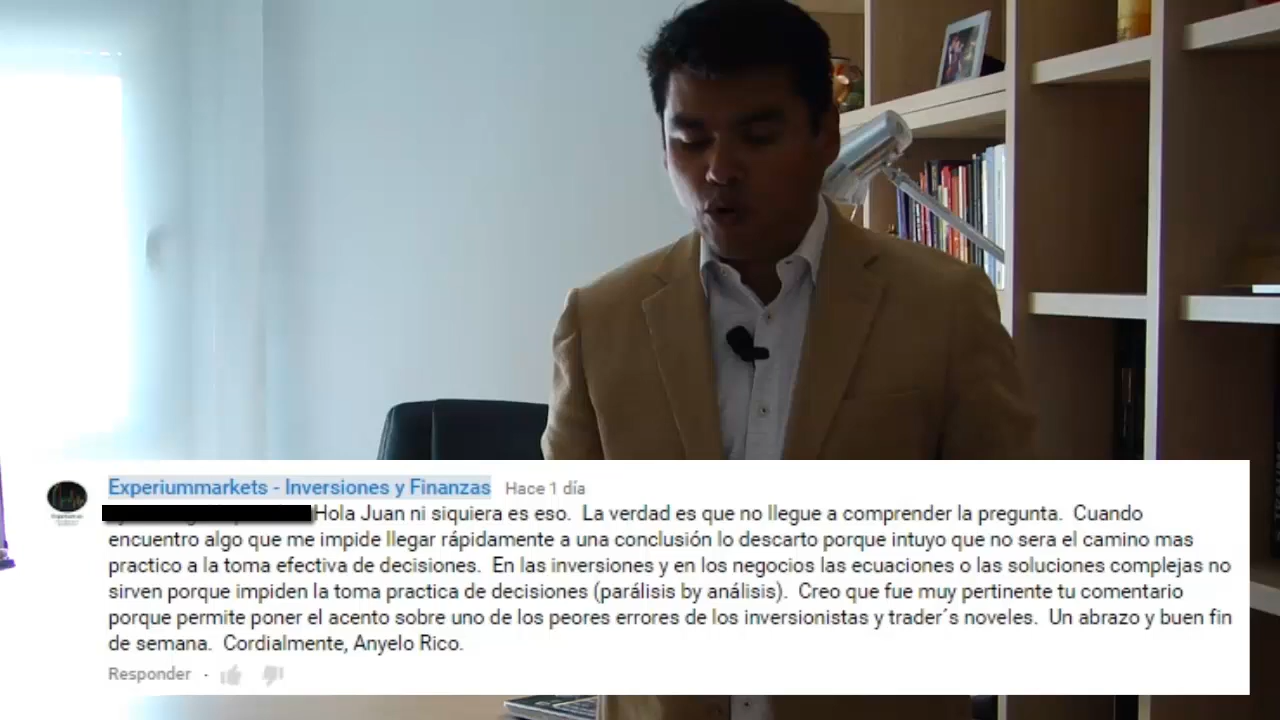 Experiummarkets - Inversiones y Finanzas Hace 1 día
Hola Juan ni siquiera es eso. La verdad es que no llegue a comprender la pregunta. Cuando
encuentro algo que me impide llegar rápidamente a una conclusión lo descarto porque intuyo que no sera el camino mas
practico a la toma efectiva de decisiones. En las inversiones y en los negocios las ecuaciones o las soluciones complejas no
sirven porque impiden la toma practica de decisiones (parálisis by análisis). Creo que fue muy pertinente tu comentario
porque permite poner el acento sobre uno de los peores errores de los inversionistas y trader´s noveles. Un abrazo y buen fin
de semana. Cordialmente, Anyelo Rico.
Responder ·